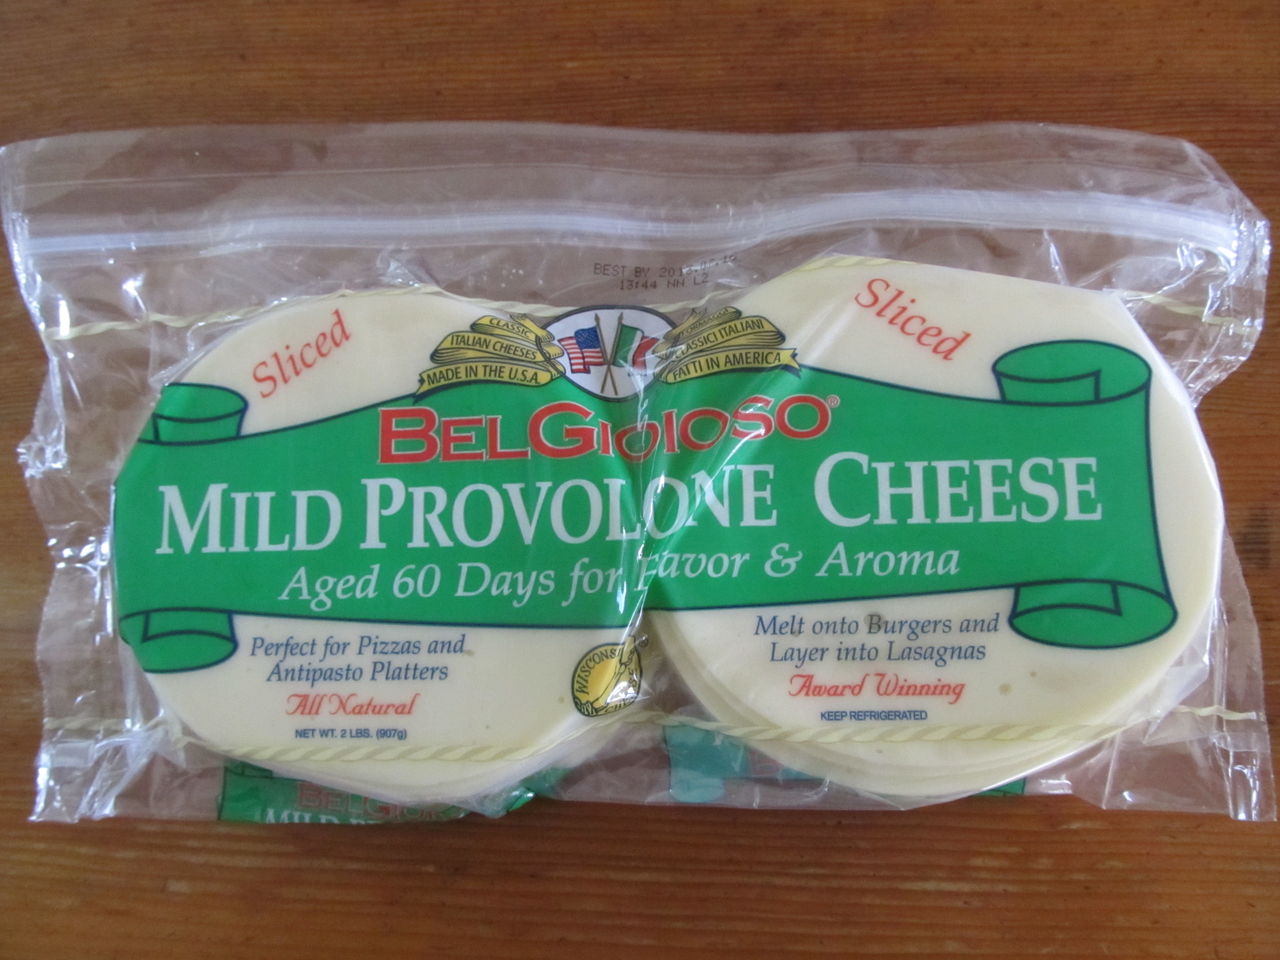 BEST BY
13:44 NH L2
Sliced
Sliced
CLASSIC
ITALIAN CHEESES
MADE IN THE U.S.A.
CLASSICI ITALIANI
FATTI IN AMERICA
BELGIOIOSO®
MILD PROVOLONE CHEESE
Aged 60 Days for Flavor & Aroma
Perfect for Pizzas and
Antipasto Platters
All Natural
NET WT. 2 LBS. (907g)
Melt onto Burgers and
Layer into Lasagnas
Award Winning
KEEP REFRIGERATED